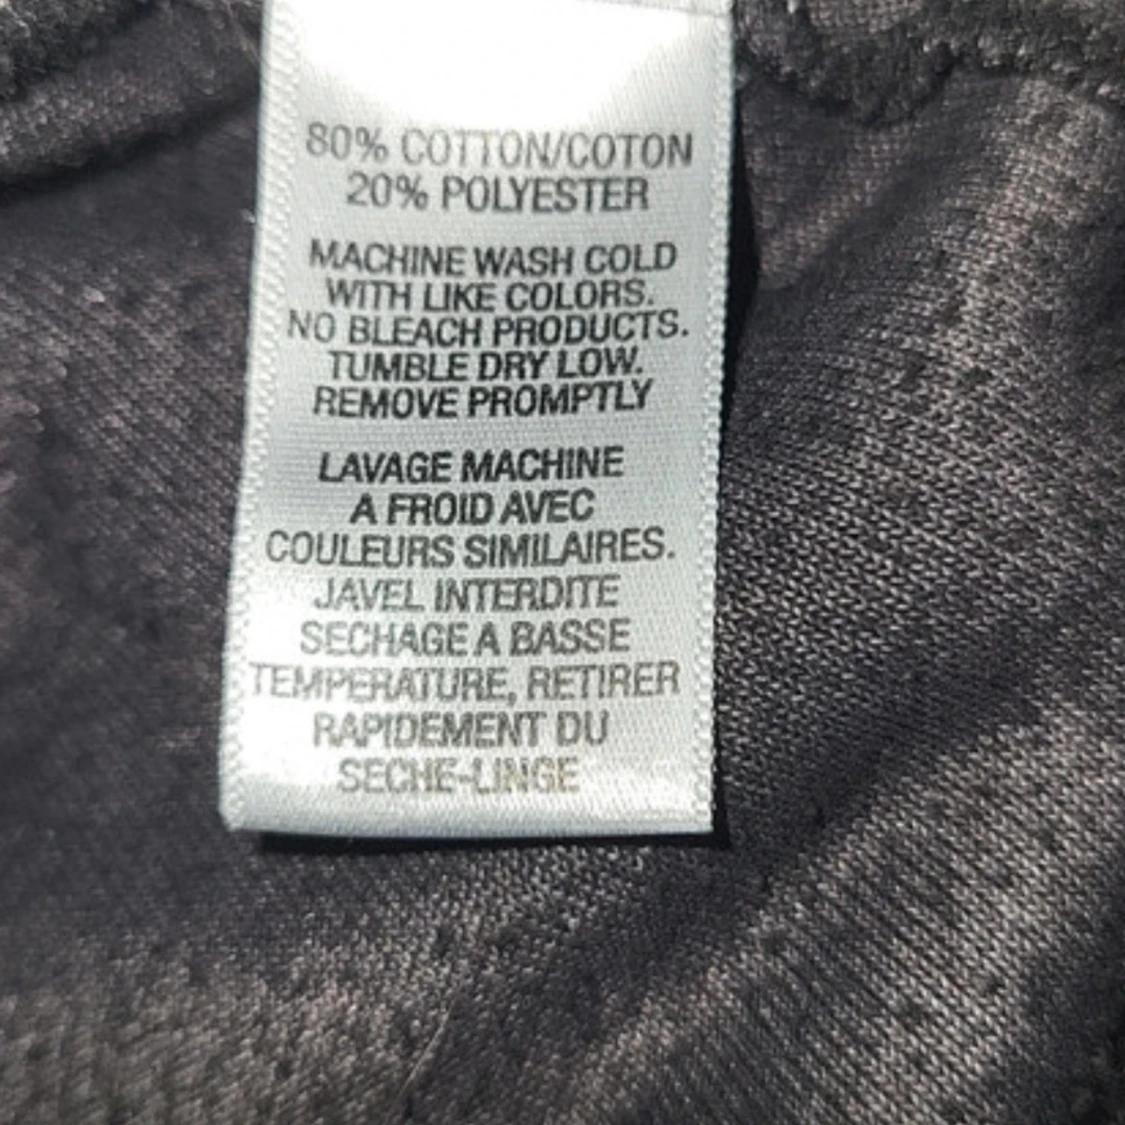 80% COTTON/COTON
20% POLYESTER
MACHINE WASH COLD
WITH LIKE COLORS.
NO BLEACH PRODUCTS.
TUMBLE DRY LOW.
REMOVE PROMPTLY
LAVAGE MACHINE
A FROID AVEC
COULEURS SIMILAIRES.
JAVEL INTERDITE
SECHAGE A BASSE
TEMPERATURE, RETIRER
RAPIDEMENT DU
SECHE-LINGE